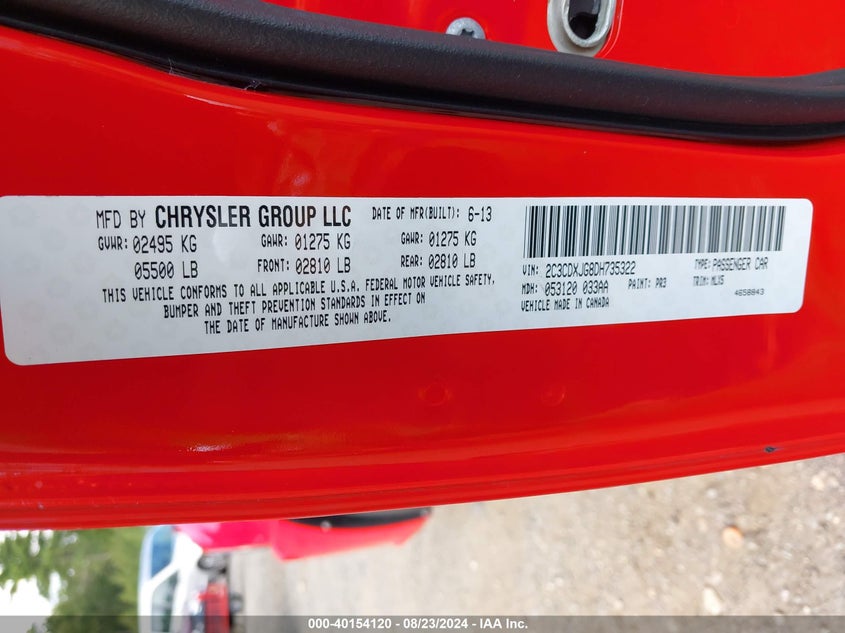 MFD BY CHRYSLER GROUP LLC DATE OF MFR(BUILT): 6-13
GVWR: 02495 KG GAWR: 01275 KG GAWR: 01275 KG
05500 LB FRONT: 02810 LB REAR: 02810 LB
THIS VEHICLE CONFORMS TO ALL APPLICABLE U.S.A. FEDERAL MOTOR VEHICLE SAFETY,
BUMPER AND THEFT PREVENTION STANDARDS IN EFFECT ON
THE DATE OF MANUFACTURE SHOWN ABOVE.
VIN: 2C3CDXJG8DH735322 TYPE: PASSENGER CAR
MDH: 053120 033AA PAINT: PR3 TRIM: MLX5
VEHICLE MADE IN CANADA 4658843
000-40154120 | 08/23/2024 | IAA Inc.